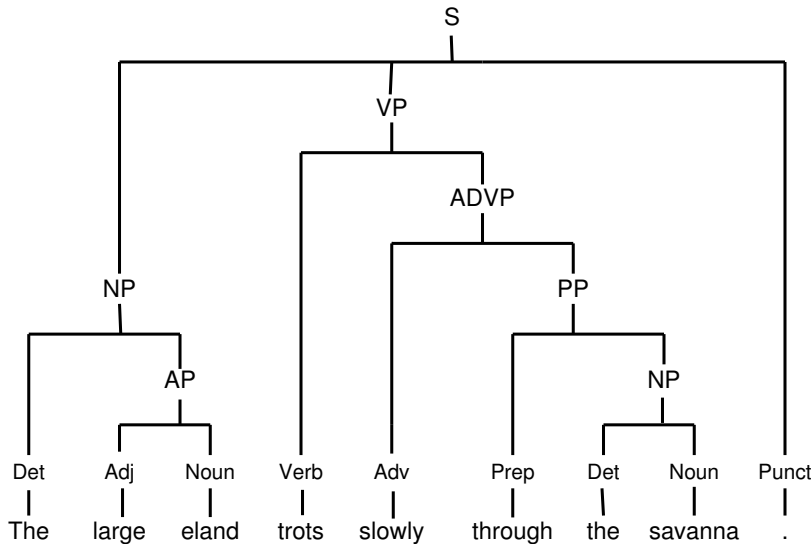 S
VP
ADVP
NP PP
AP NP
Det Adj Noun Verb Adv Prep Det Noun Punct
The large eland trots slowly through the savanna .